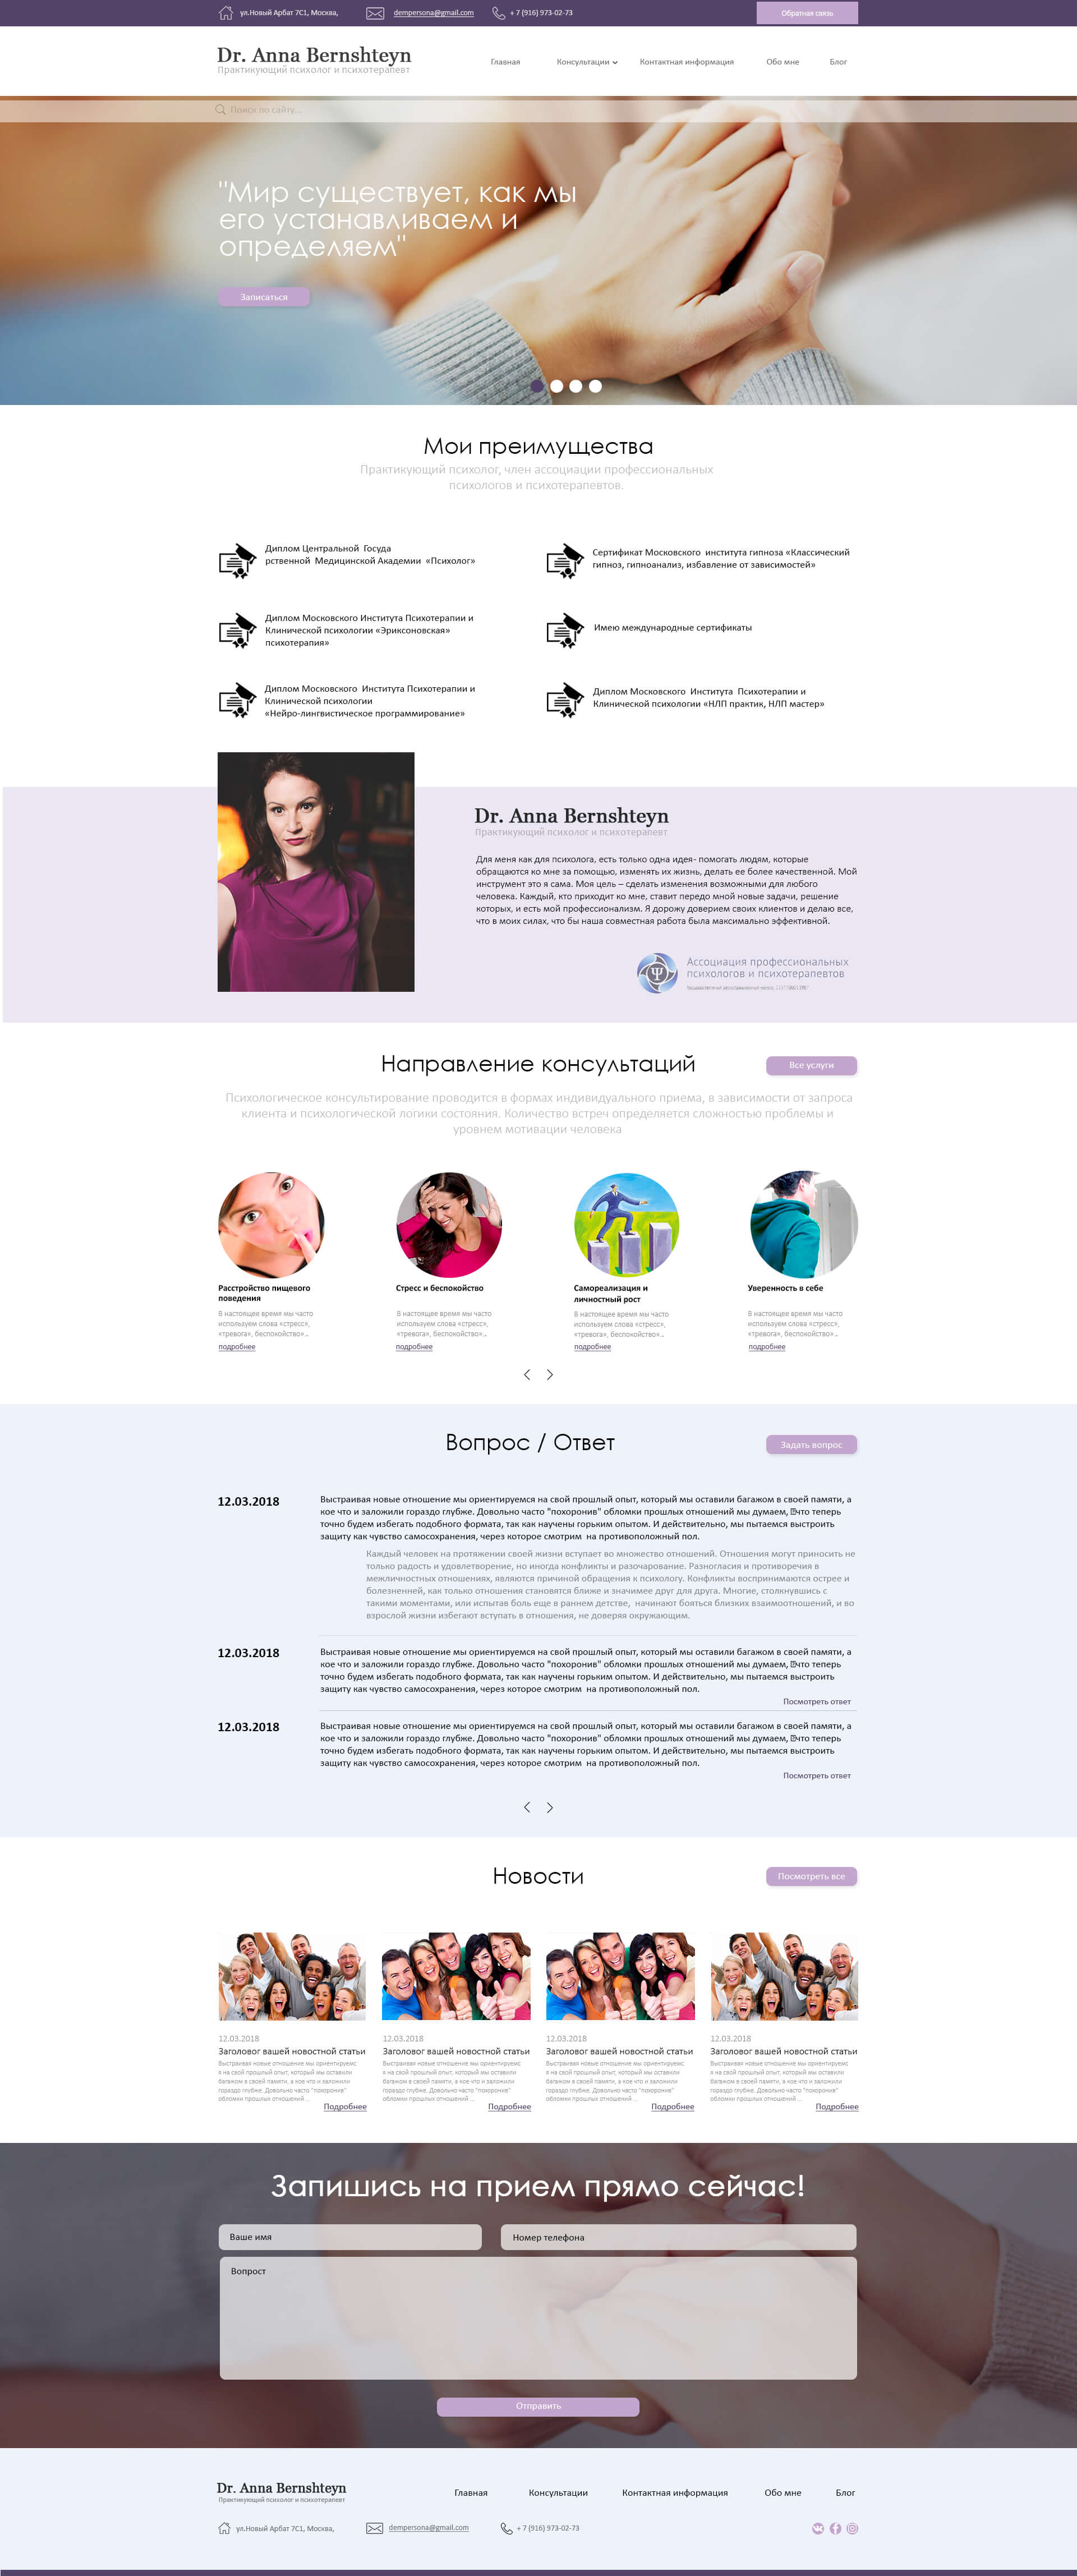 ул.Новый Арбат 7С1, Москва,
dempersona@gmail.com
+ 7 (916) 973-02-73
Обратная связь
Dr. Anna Bernshteyn
Практикующий психолог и психотерапевт
Главная
Консультации
Контактная информация
Обо мне
Блог
Поиск по сайту...
"Мир существует, как мы
его устанавливаем и
определяем"
Записаться
Мои преимущества
Практикующий психолог, член ассоциации профессиональных
психологов и психотерапевтов.
Диплом Центральной Госуда
рственной Медицинской Академии «Психолог»
Сертификат Московского института гипноза «Классический
гипноз, гипноанализ, избавление от зависимостей»
Диплом Московского Института Психотерапии и
Клинической психологии «Эриксоновская»
психотерапия»
Имею международные сертификаты
Диплом Московского Института Психотерапии и
Клинической психологии
«Нейро-лингвистическое программирование»
Диплом Московского Института Психотерапии и
Клинической психологии «НЛП практик, НЛП мастер»
Dr. Anna Bernshteyn
Практикующий психолог и психотерапевт
Для меня как для психолога, есть только одна идея- помогать людям, которые
обращаются ко мне за помощью, изменять их жизнь, делать ее более качественной. Мой
инструмент это я сама. Моя цель – сделать изменения возможными для любого
человека. Каждый, кто приходит ко мне, ставит передо мной новые задачи, решение
которых, и есть мой профессионализм. Я дорожу доверием своих клиентов и делаю все,
что в моих силах, что бы наша совместная работа была максимально эффективной.
Ассоциация профессиональных
психологов и психотерапевтов
Направление консультаций
Все услуги
Психологическое консультирование проводится в формах индивидуального приема, в зависимости от запроса
клиента и психологической логики состояния. Количество встреч определяется сложностью проблемы и
уровнем мотивации человека
Расстройство пищевого
поведения
В настоящее время мы часто
используем слова «стресс»,
«тревога», беспокойство»...
подробнее
Стресс и беспокойство
В настоящее время мы часто
используем слова «стресс»,
«тревога», беспокойство»...
подробнее
Самореализация и
личностный рост
В настоящее время мы часто
используем слова «стресс»,
«тревога», беспокойство»...
подробнее
Уверенность в себе
В настоящее время мы часто
используем слова «стресс»,
«тревога», беспокойство»...
подробнее
Вопрос / Ответ
Задать вопрос
12.03.2018
Выстраивая новые отношение мы ориентируемся на свой прошлый опыт, который мы оставили багажом в своей памяти, а
кое что и заложили гораздо глубже. Довольно часто "похоронив" обломки прошлых отношений мы думаем, что теперь
точно будем избегать подобного формата, так как научены горьким опытом. И действительно, мы пытаемся выстроить
защиту как чувство самосохранения, через которое смотрим на противоположный пол.
Каждый человек на протяжении своей жизни вступает во множество отношений. Отношения могут приносить не
только радость и удовлетворение, но иногда конфликты и разочарование. Разногласия и противоречия в
межличностных отношениях, являются причиной обращения к психологу. Конфликты воспринимаются острее и
болезненней, как только отношения становятся ближе и значимее друг для друга. Многие, столкнувшись с
такими моментами, или испытав боль еще в раннем детстве, начинают бояться близких взаимоотношений, и во
взрослой жизни избегают вступать в отношения, не доверяя окружающим.
12.03.2018
Выстраивая новые отношение мы ориентируемся на свой прошлый опыт, который мы оставили багажом в своей памяти, а
кое что и заложили гораздо глубже. Довольно часто "похоронив" обломки прошлых отношений мы думаем, что теперь
точно будем избегать подобного формата, так как научены горьким опытом. И действительно, мы пытаемся выстроить
защиту как чувство самосохранения, через которое смотрим на противоположный пол.
Посмотреть ответ
12.03.2018
Выстраивая новые отношение мы ориентируемся на свой прошлый опыт, который мы оставили багажом в своей памяти, а
кое что и заложили гораздо глубже. Довольно часто "похоронив" обломки прошлых отношений мы думаем, что теперь
точно будем избегать подобного формата, так как научены горьким опытом. И действительно, мы пытаемся выстроить
защиту как чувство самосохранения, через которое смотрим на противоположный пол.
Посмотреть ответ
Новости
Посмотреть все
12.03.2018
Заголовог вашей новостной статьи
Выстраивая новые отношение мы ориентируемс
я на свой прошлый опыт, который мы оставили
багажом в своей памяти, а кое что и заложили
гораздо глубже. Довольно часто "похоронив"
обломки прошлых отношений ...
Подробнее
12.03.2018
Заголовог вашей новостной статьи
Выстраивая новые отношение мы ориентируемс
я на свой прошлый опыт, который мы оставили
багажом в своей памяти, а кое что и заложили
гораздо глубже. Довольно часто "похоронив"
обломки прошлых отношений ...
Подробнее
12.03.2018
Заголовог вашей новостной статьи
Выстраивая новые отношение мы ориентируемс
я на свой прошлый опыт, который мы оставили
багажом в своей памяти, а кое что и заложили
гораздо глубже. Довольно часто "похоронив"
обломки прошлых отношений ...
Подробнее
12.03.2018
Заголовог вашей новостной статьи
Выстраивая новые отношение мы ориентируемс
я на свой прошлый опыт, который мы оставили
багажом в своей памяти, а кое что и заложили
гораздо глубже. Довольно часто "похоронив"
обломки прошлых отношений ...
Подробнее
Запишись на прием прямо сейчас!
Ваше имя
Номер телефона
Вопрост
Отправить
Dr. Anna Bernshteyn
Практикующий психолог и психотерапевт
Главная
Консультации
Контактная информация
Обо мне
Блог
ул.Новый Арбат 7С1, Москва,
dempersona@gmail.com
+ 7 (916) 973-02-73